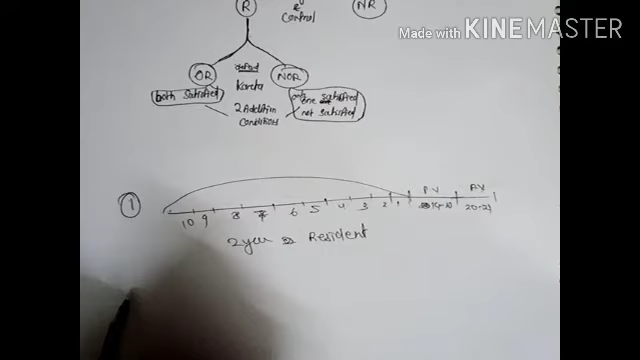 Made with KINEMASTER
R & NR
Control
OR NOR
Karta
both satisfied
one satisfied
2 Addition
not satisfied
conditions
①
PY AY
10 9 8 7 6 5 4 3 2 1 20-21
2 year Resident